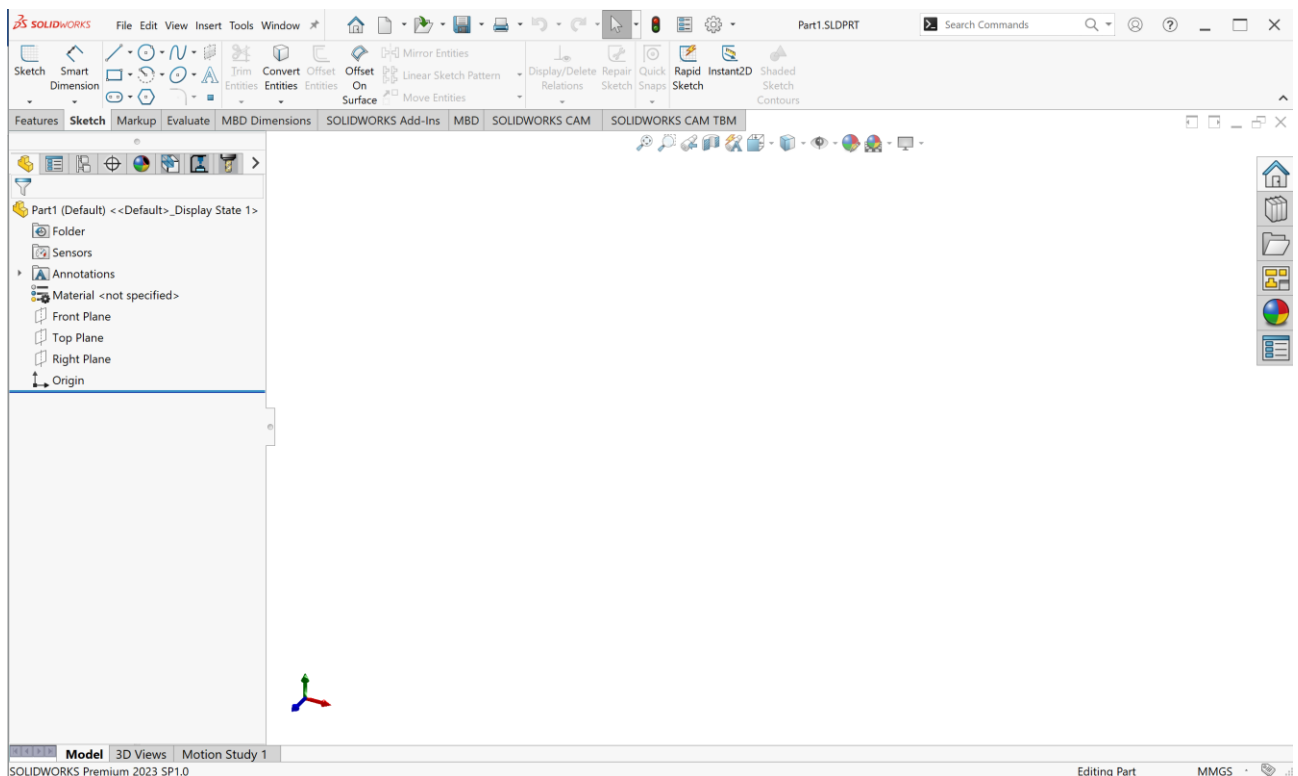 SOLIDWORKS File Edit View Insert Tools Window Part1.SLDPRT Search Commands
Sketch Smart Dimension Trim Entities Convert Entities Offset Entities Offset On Surface Mirror Entities Linear Sketch Pattern Move Entities Display/Delete Relations Repair Sketch Quick Snaps Rapid Sketch Instant2D Shaded Sketch Contours
Features Sketch Markup Evaluate MBD Dimensions SOLIDWORKS Add-Ins MBD SOLIDWORKS CAM SOLIDWORKS CAM TBM
Part1 (Default) <<Default>_Display State 1>
Folder
Sensors
Annotations
Material <not specified>
Front Plane
Top Plane
Right Plane
Origin
Model 3D Views Motion Study 1
SOLIDWORKS Premium 2023 SP1.0 Editing Part MMGS